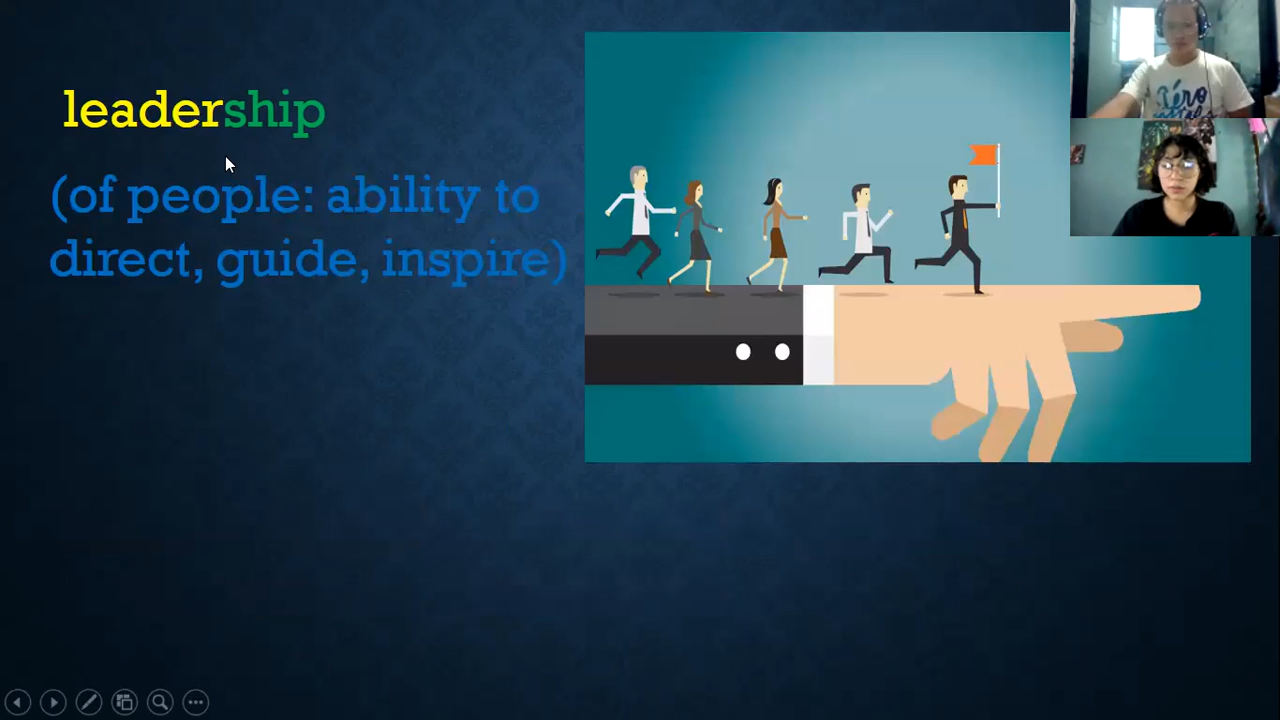 leadership
(of people: ability to
direct, guide, inspire)